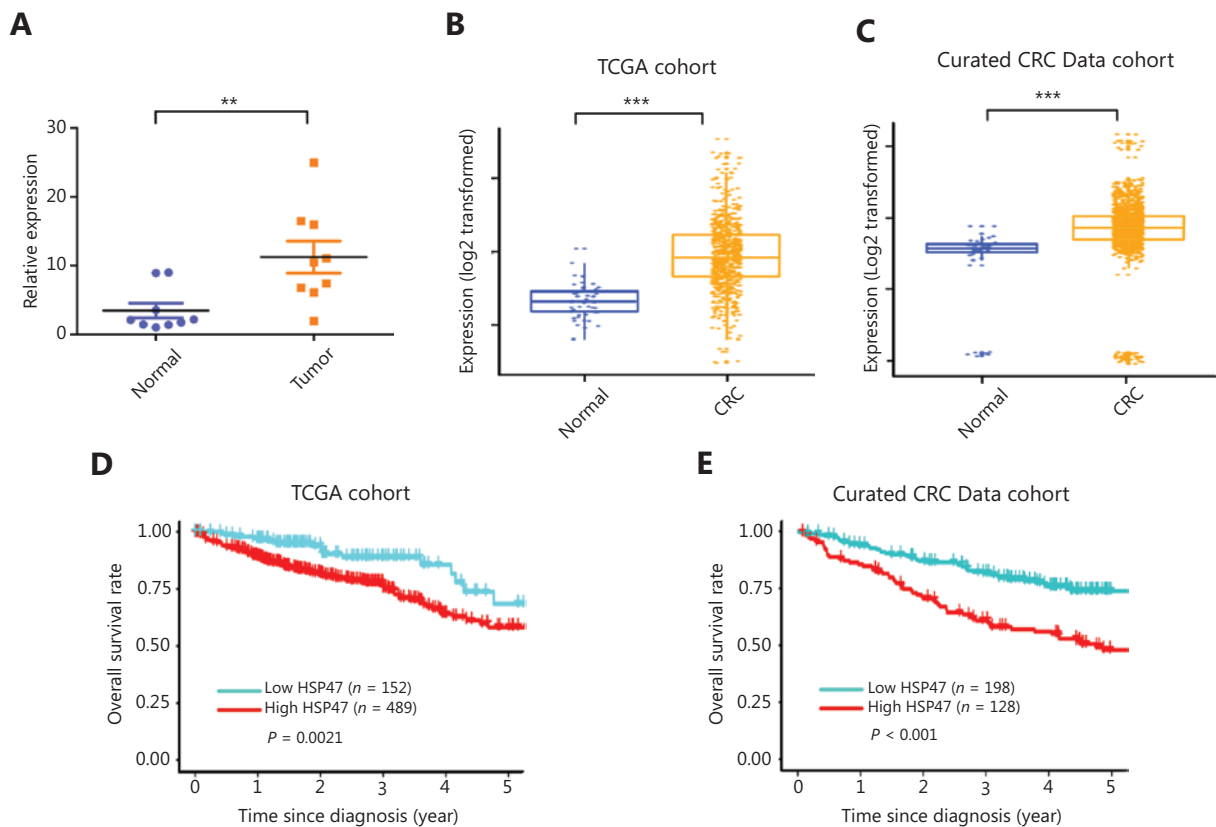 A
**
Relative expression
30
20
10
0
Normal
Tumor
B
TCGA cohort
***
Expression (log2 transformed)
Normal
CRC
C
Curated CRC Data cohort
***
Expression (Log2 transformed)
Normal
CRC
D
TCGA cohort
Overall survival rate
1.00
0.75
0.50
0.25
0.00
Low HSP47 (n = 152)
High HSP47 (n = 489)
P = 0.0021
0 1 2 3 4 5
Time since diagnosis (year)
E
Curated CRC Data cohort
Overall survival rate
1.00
0.75
0.50
0.25
0.00
Low HSP47 (n = 198)
High HSP47 (n = 128)
P < 0.001
0 1 2 3 4 5
Time since diagnosis (year)